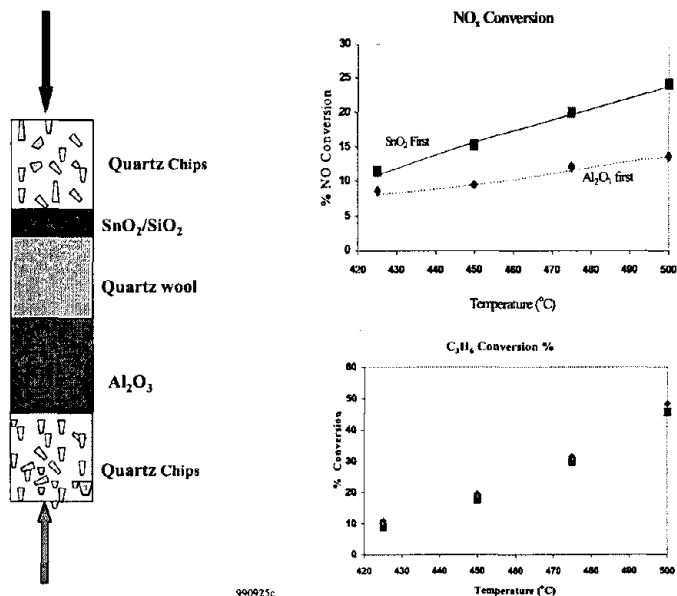 Quartz Chips
SnO₂/SiO₂
Quartz wool
Al₂O₃
Quartz Chips
990925c
NOₓ Conversion
% NO Conversion
30
25
20
15
10
5
0
SnO₂ First
Al₂O₃ first
420 430 440 450 460 470 480 490 500
Temperature (°C)
C₃H₆ Conversion %
% Conversion
60
50
40
30
20
10
0
420 430 440 450 460 470 480 490 500
Temperature (°C)